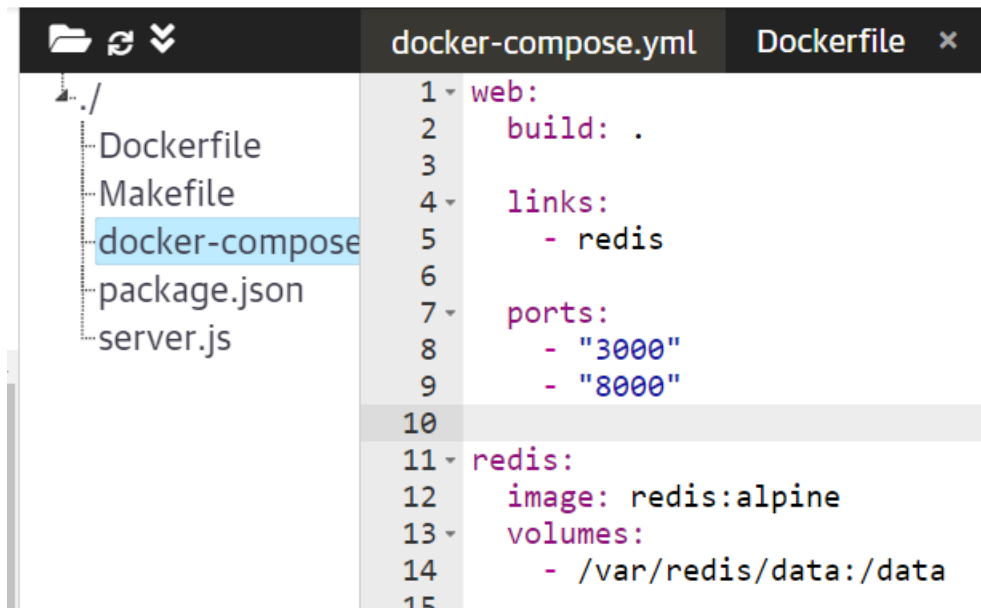 docker-compose.yml Dockerfile ×
./
Dockerfile
Makefile
docker-compose
package.json
server.js
1 web:
2   build: .
3
4   links:
5     - redis
6
7   ports:
8     - "3000"
9     - "8000"
10
11 redis:
12   image: redis:alpine
13   volumes:
14     - /var/redis/data:/data
15